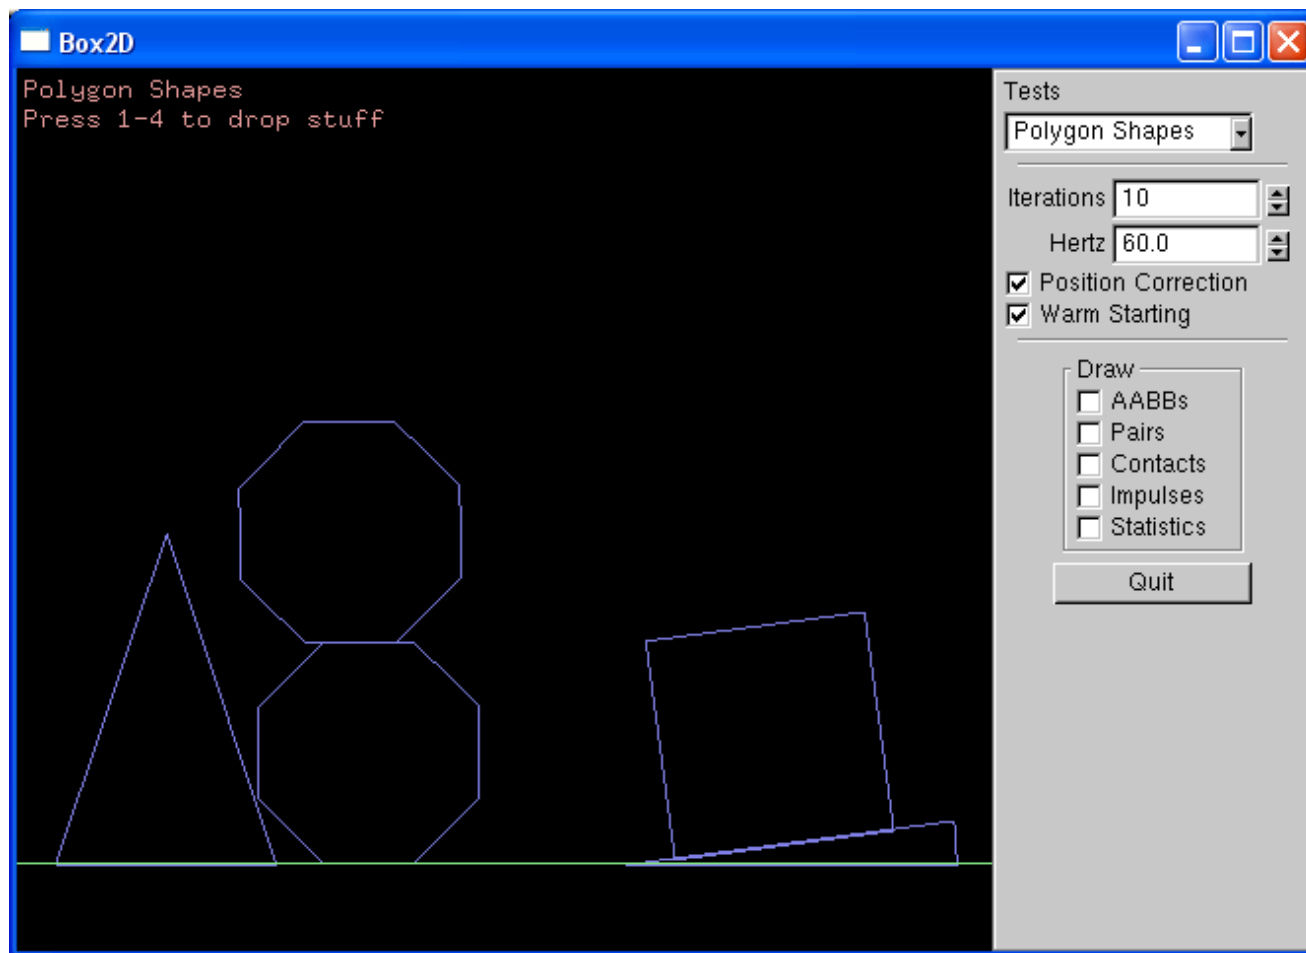 Box2D
Polygon Shapes
Press 1-4 to drop stuff
Tests
Polygon Shapes
Iterations 10
Hertz 60.0
Position Correction
Warm Starting
Draw
AABBs
Pairs
Contacts
Impulses
Statistics
Quit